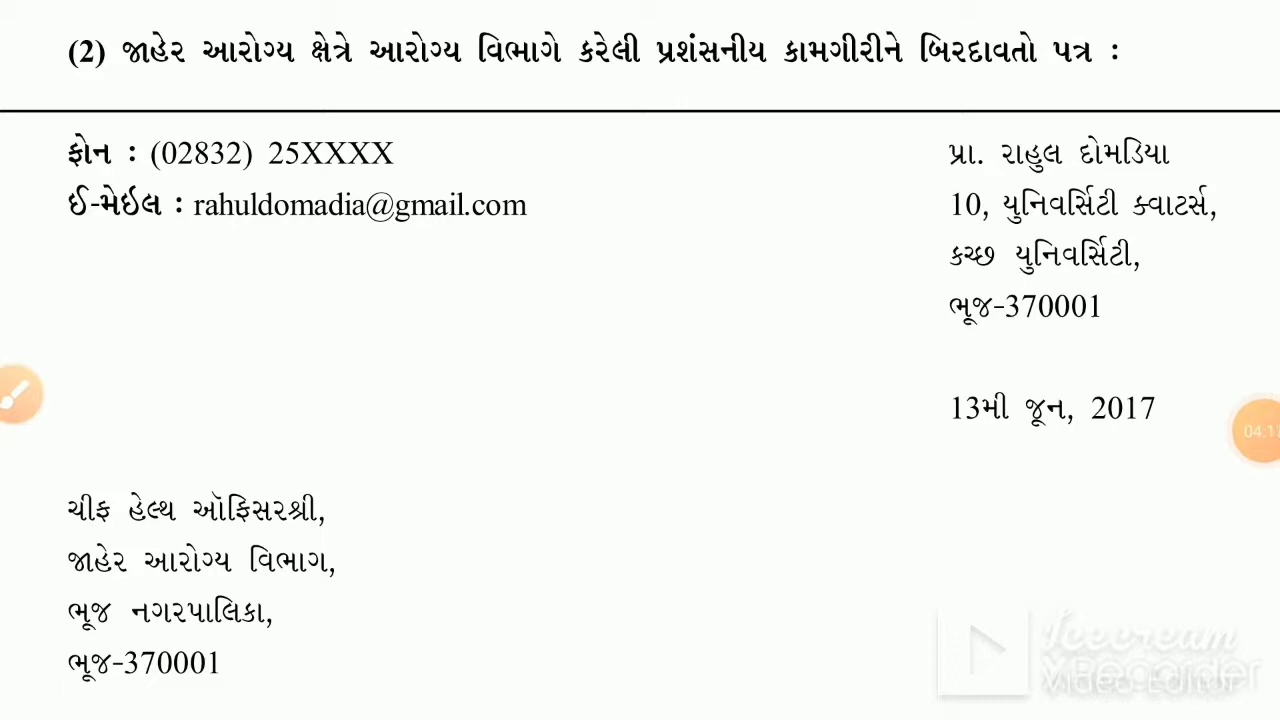 (2) જાહેર આરોગ્ય ક્ષેત્રે આરોગ્ય વિભાગે કરેલી પ્રશંસનીય કામગીરીને બિરદાવતો પત્ર :
ફોન : (02832) 25XXXX
ઈ-મેઇલ : rahuldomadia@gmail.com
પ્રા. રાહુલ દોમડિયા
10, યુનિવર્સિટી ક્વાટર્સ,
કચ્છ યુનિવર્સિટી,
ભૂજ-370001
13મી જૂન, 2017
ચીફ હેલ્થ ઑફિસરશ્રી,
જાહેર આરોગ્ય વિભાગ,
ભૂજ નગરપાલિકા,
ભૂજ-370001